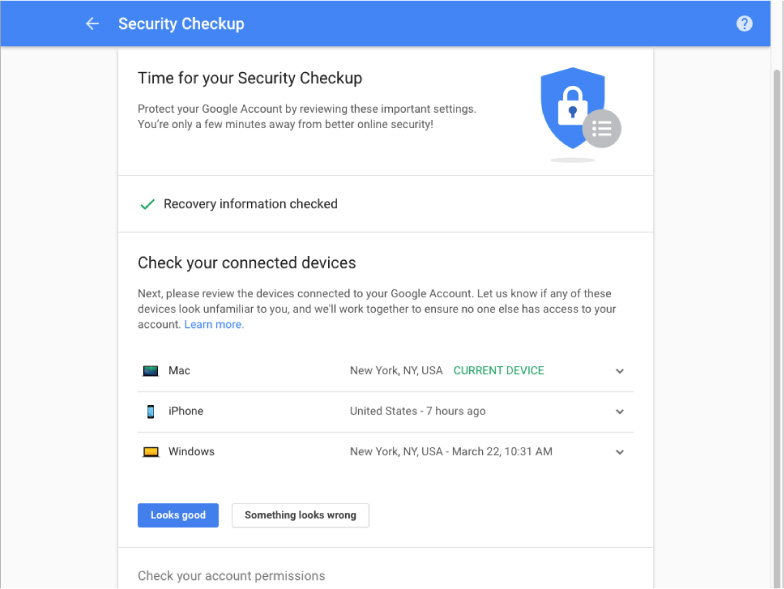 Security Checkup
?
Time for your Security Checkup
Protect your Google Account by reviewing these important settings.
You're only a few minutes away from better online security!
Recovery information checked
Check your connected devices
Next, please review the devices connected to your Google Account. Let us know if any of these
devices look unfamiliar to you, and we'll work together to ensure no one else has access to your
account. Learn more.
Mac New York, NY, USA CURRENT DEVICE
iPhone United States - 7 hours ago
Windows New York, NY, USA - March 22, 10:31 AM
Looks good Something looks wrong
Check your account permissions